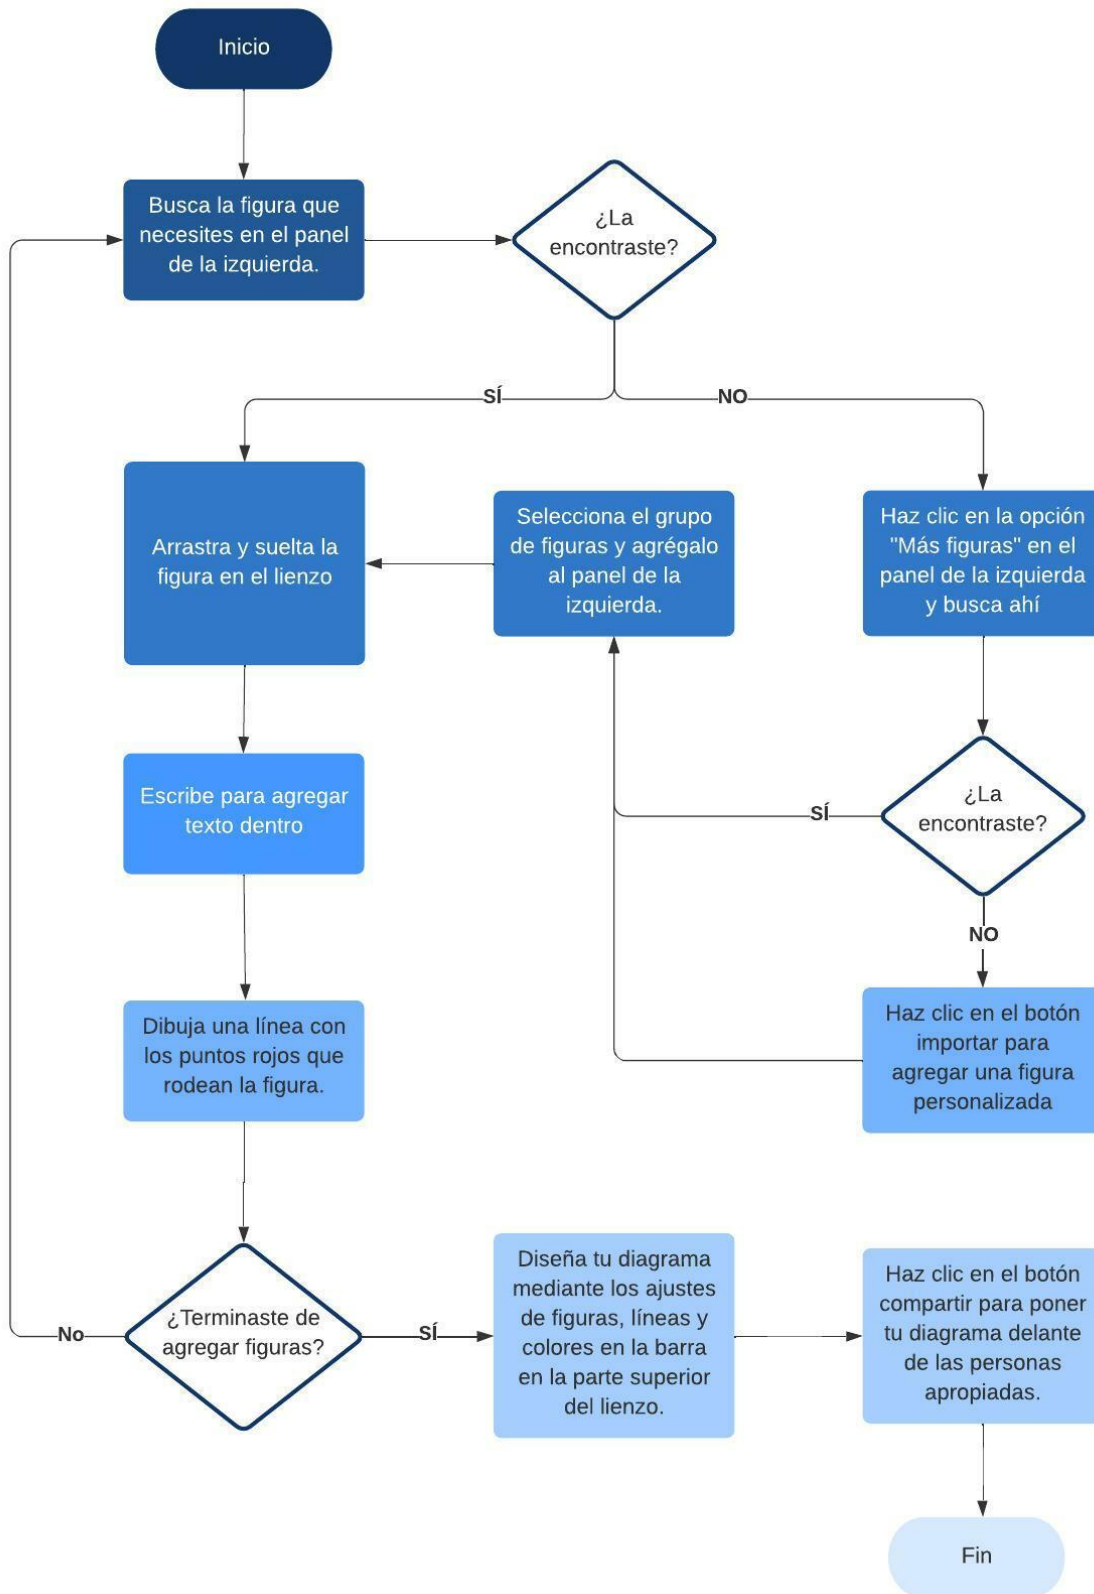 Inicio
Busca la figura que
necesites en el panel
de la izquierda.
¿La
encontraste?
SÍ
NO
Arrastra y suelta la
figura en el lienzo
Selecciona el grupo
de figuras y agrégalo
al panel de la
izquierda.
Haz clic en la opción
"Más figuras" en el
panel de la izquierda
y busca ahí
Escribe para agregar
texto dentro
¿La
encontraste?
SÍ
NO
Dibuja una línea con
los puntos rojos que
rodean la figura.
Haz clic en el botón
importar para
agregar una figura
personalizada
¿Terminaste de
agregar figuras?
No
SÍ
Diseña tu diagrama
mediante los ajustes
de figuras, líneas y
colores en la barra
en la parte superior
del lienzo.
Haz clic en el botón
compartir para poner
tu diagrama delante
de las personas
apropiadas.
Fin